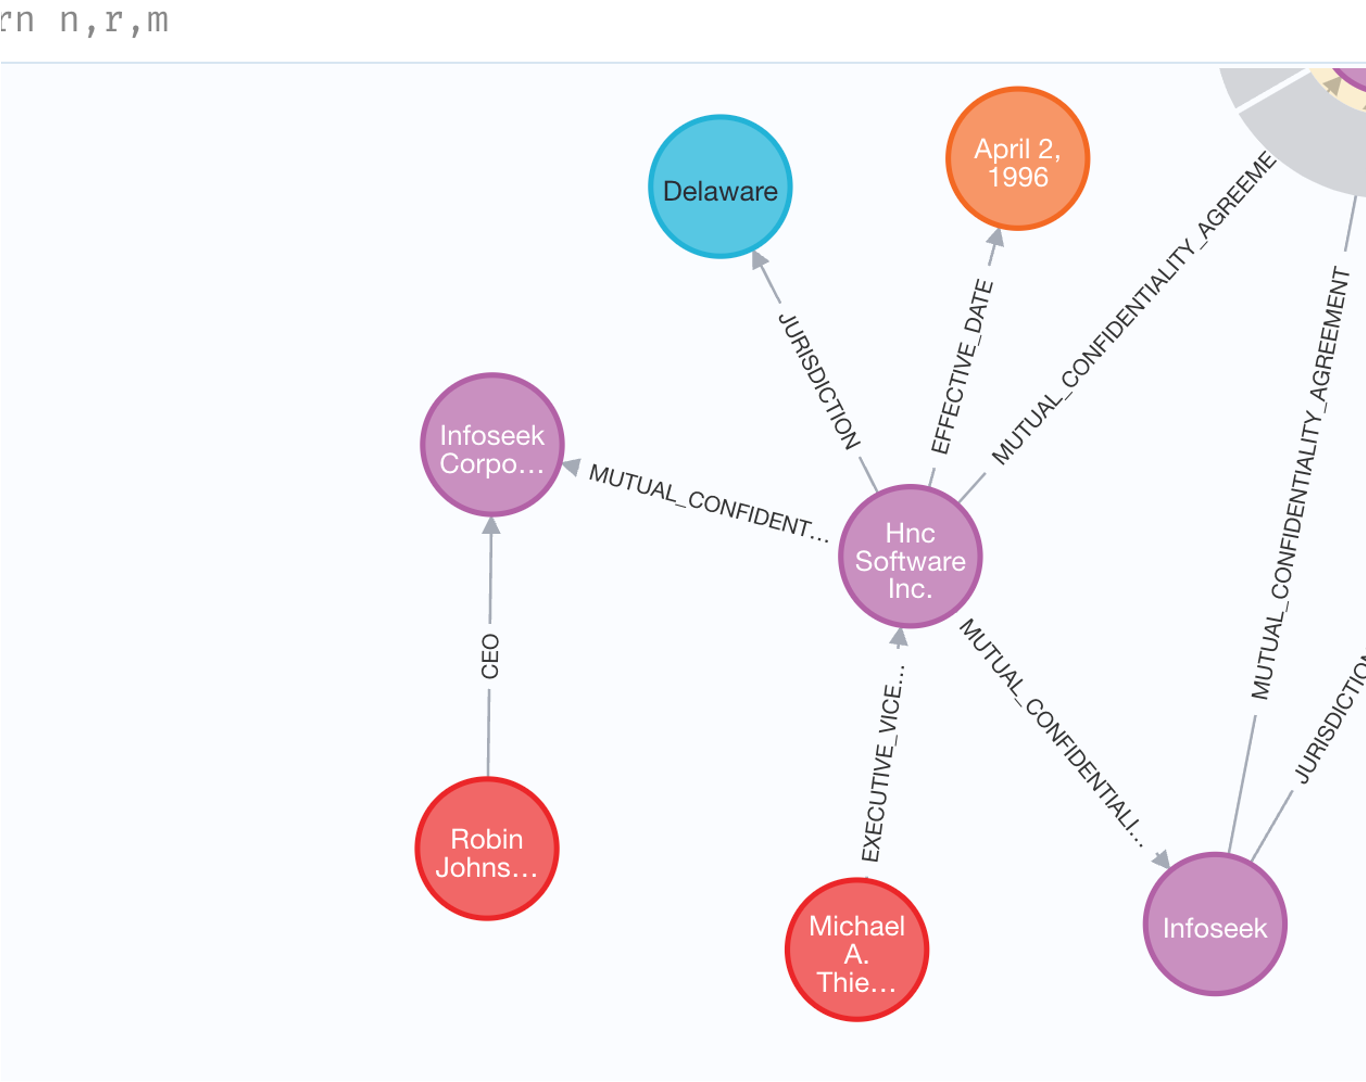 rn n,r,m
April 2,
1996
Delaware
JURISDICTION
EFFECTIVE_DATE
MUTUAL_CONFIDENTIALITY_AGREEME
MUTUAL_CONFIDENTIALITY_AGREEMENT
Infoseek
Corpo...
MUTUAL_CONFIDENT...
Hnc
Software
Inc.
CEO
MUTUAL_CONFIDENTIALI...
EXECUTIVE_VICE...
JURISDICTION
Robin
Johns...
Michael
A.
Thie...
Infoseek